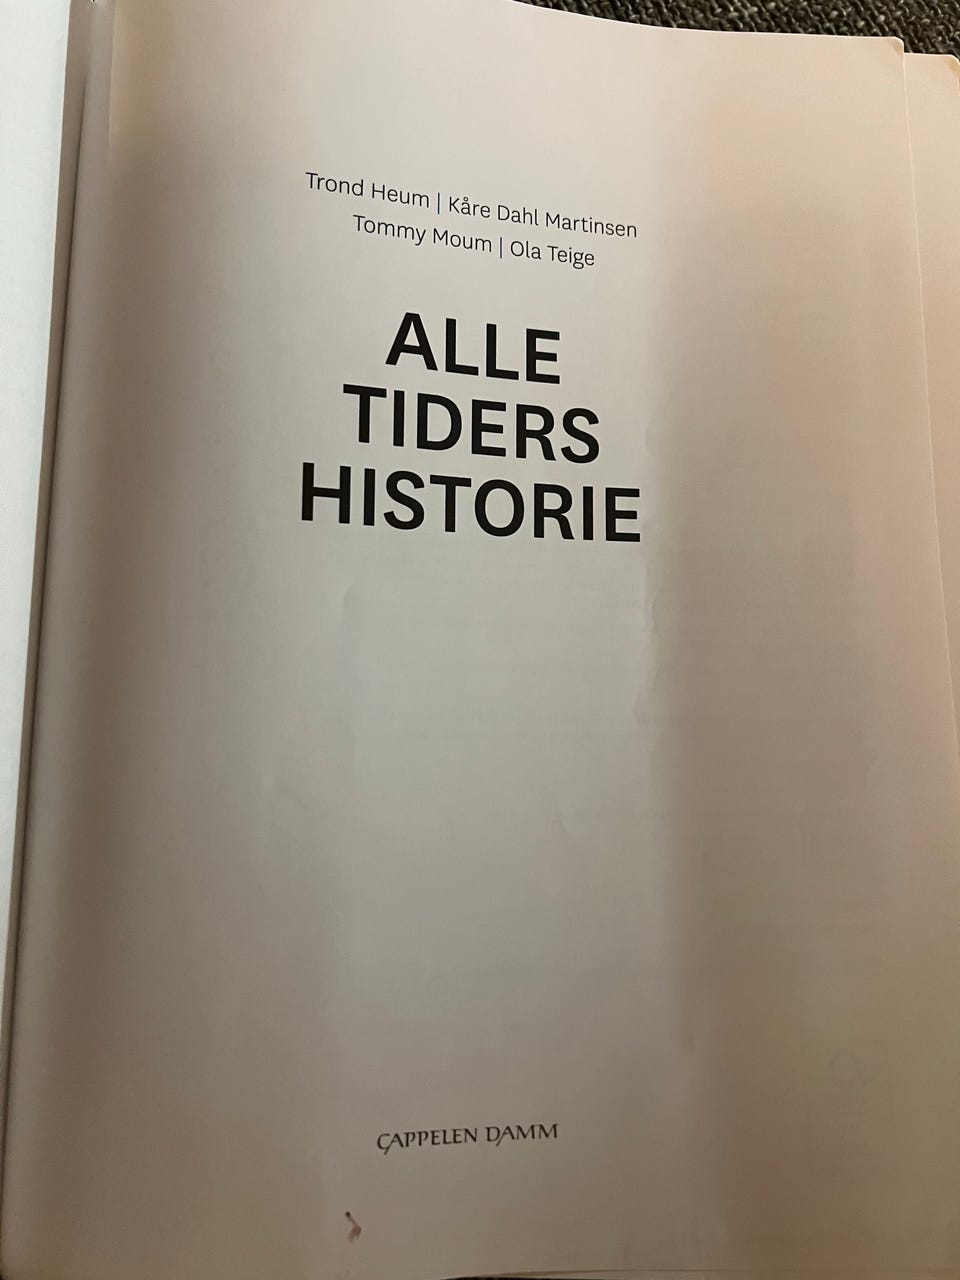 Trond Heum | Kåre Dahl Martinsen
Tommy Moum | Ola Teige
ALLE
TIDERS
HISTORIE
CAPPELEN DAMM